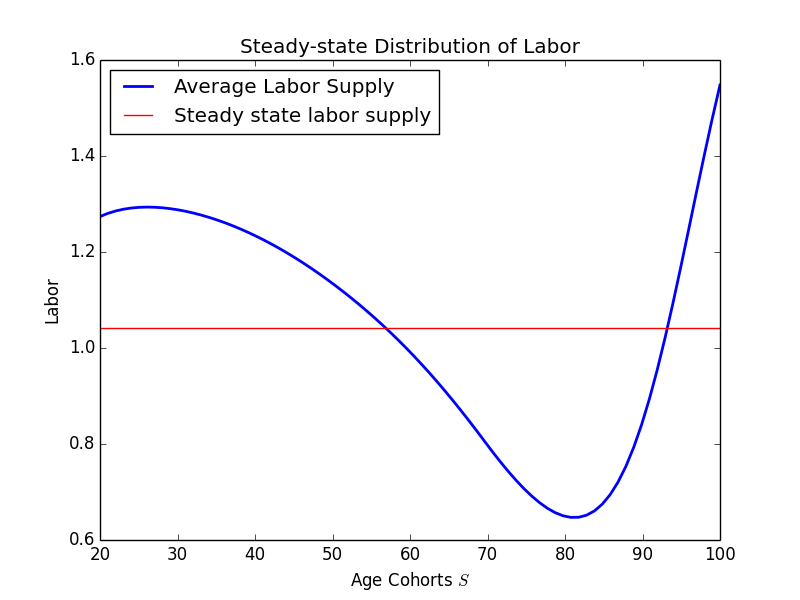 Steady-state Distribution of Labor
1.6
Average Labor Supply
Steady state labor supply
1.4
1.2
Labor
1.0
0.8
0.6
20 30 40 50 60 70 80 90 100
Age Cohorts S